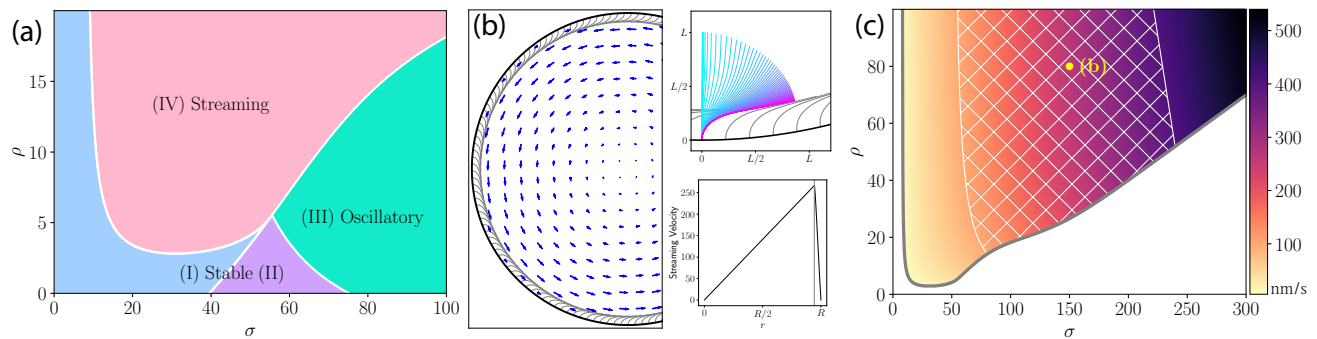 (a)
15
10
5
0
ρ
(IV) Streaming
(III) Oscillatory
(I) Stable (II)
0
20
40
60
80
100
σ
(b)
L
L/2
0
0
L/2
L
Streaming Velocity
250
200
150
100
50
0
0
R/2
R
r
(c)
80
60
40
20
0
ρ
(b)
0
50
100
150
200
250
300
σ
500
400
300
200
100
nm/s